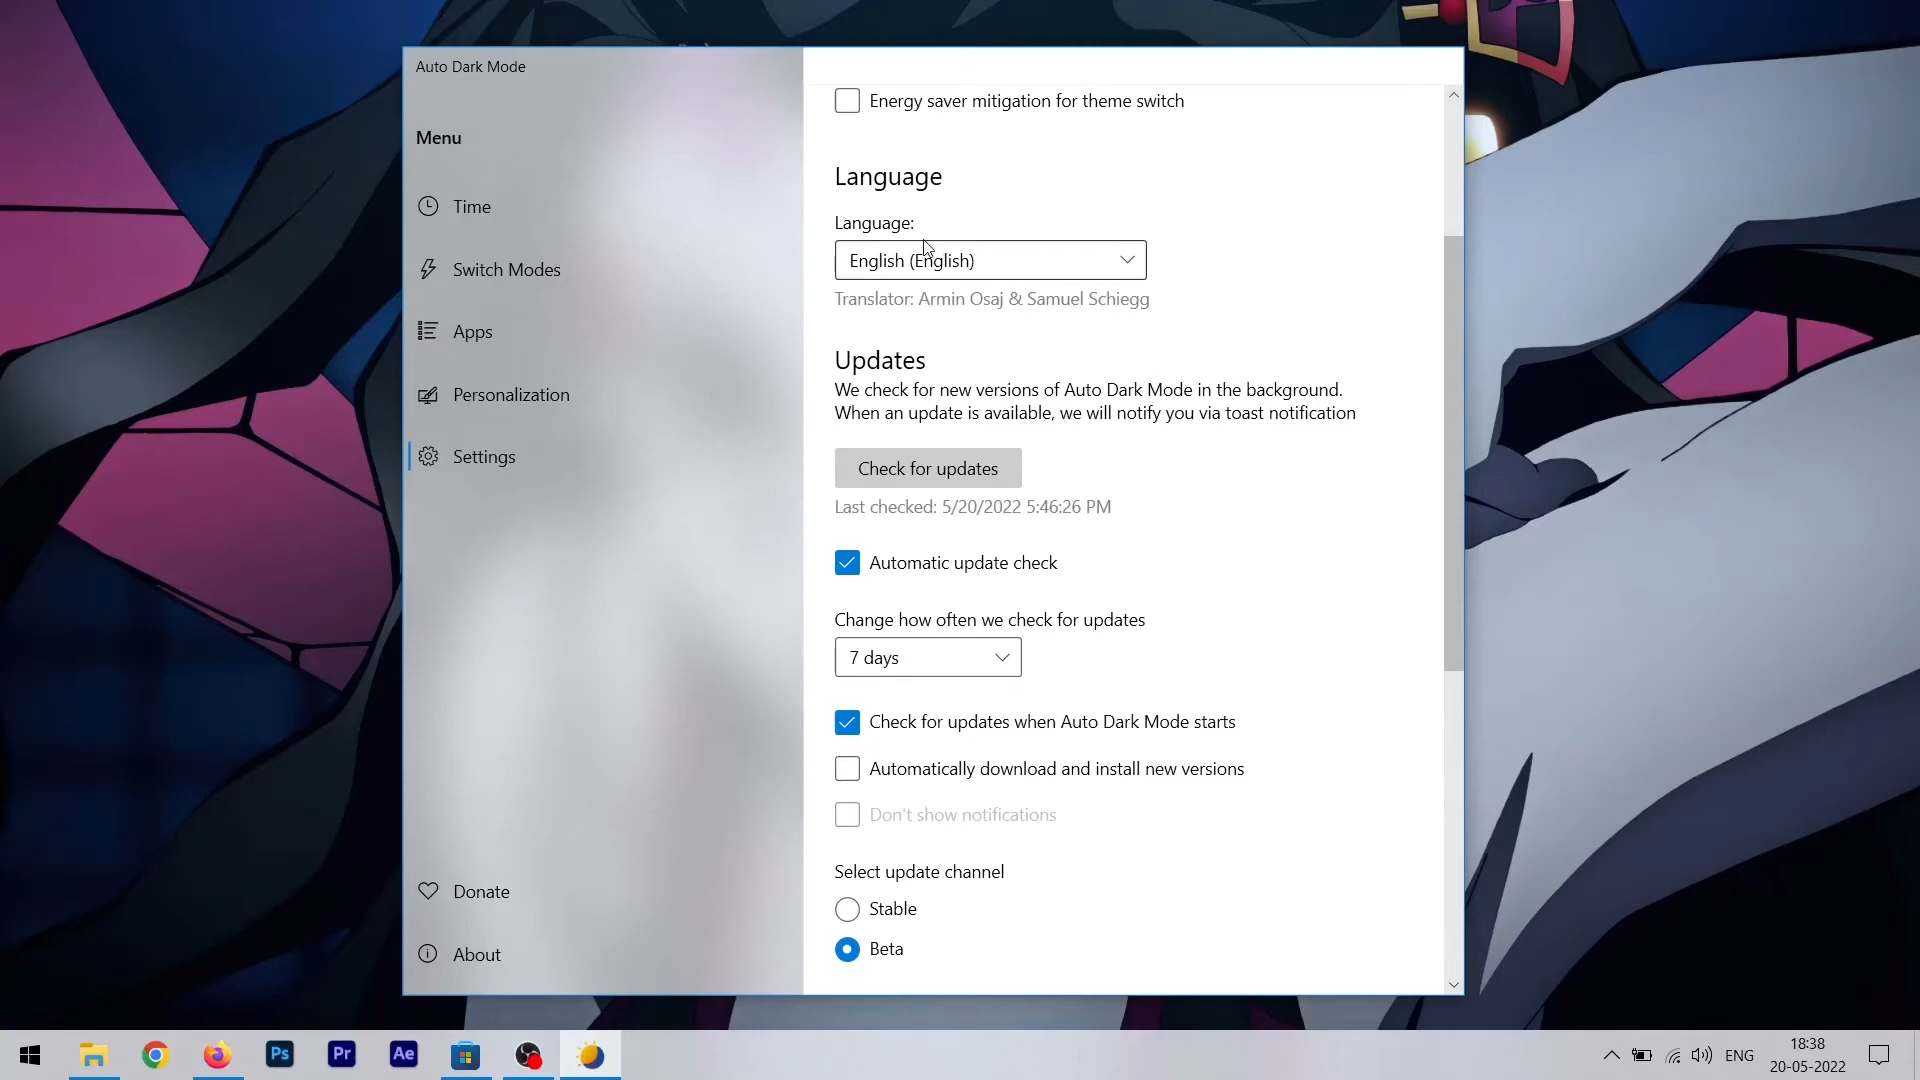 Auto Dark Mode
Menu
Time
Switch Modes
Apps
Personalization
Settings
Donate
About
Energy saver mitigation for theme switch
Language
Language:
English (English)
Translator: Armin Osaj & Samuel Schiegg
Updates
We check for new versions of Auto Dark Mode in the background.
When an update is available, we will notify you via toast notification
Check for updates
Last checked: 5/20/2022 5:46:26 PM
Automatic update check
Change how often we check for updates
7 days
Check for updates when Auto Dark Mode starts
Automatically download and install new versions
Don't show notifications
Select update channel
Stable
Beta
Ps
Pr
Ae
ENG
18:38
20-05-2022